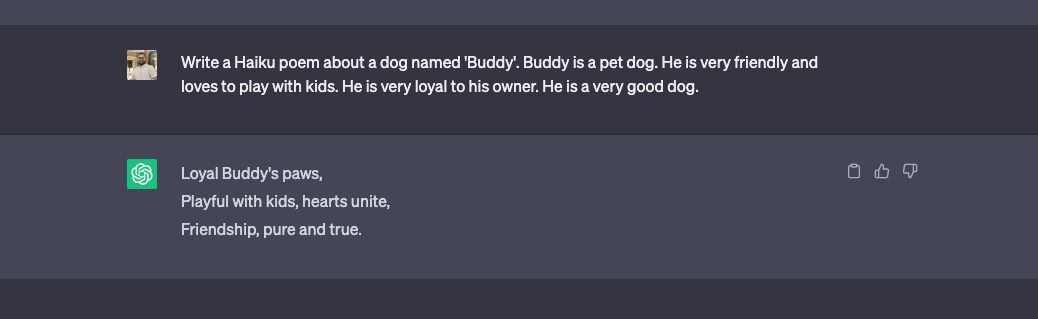 Write a Haiku poem about a dog named 'Buddy'. Buddy is a pet dog. He is very friendly and
loves to play with kids. He is very loyal to his owner. He is a very good dog.
Loyal Buddy's paws,
Playful with kids, hearts unite,
Friendship, pure and true.